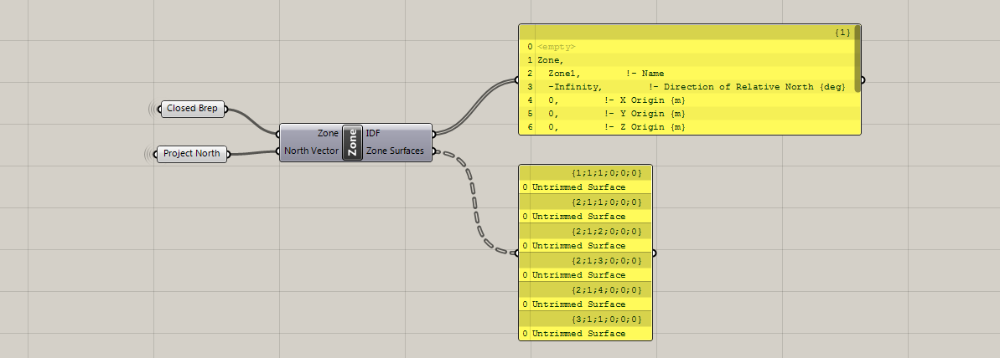 {1}
0 <empty>
1 Zone,
2 Zone1, !- Name
3 -Infinity, !- Direction of Relative North {deg}
4 0, !- X Origin {m}
5 0, !- Y Origin {m}
6 0, !- Z Origin {m}
Closed Brep
Project North
Zone
North Vector
Zone
IDF
Zone Surfaces
{1;1;1;0;0;0}
0 Untrimmed Surface
{2;1;1;0;0;0}
0 Untrimmed Surface
{2;1;2;0;0;0}
0 Untrimmed Surface
{2;1;3;0;0;0}
0 Untrimmed Surface
{2;1;4;0;0;0}
0 Untrimmed Surface
{3;1;1;0;0;0}
0 Untrimmed Surface